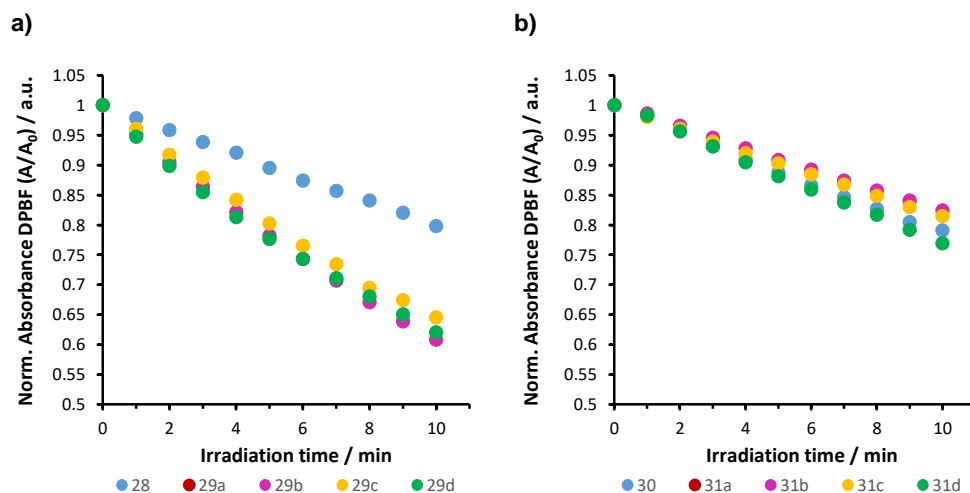 a)
Norm. Absorbance DPBF (A/A₀) / a.u.
1.05
1
0.95
0.9
0.85
0.8
0.75
0.7
0.65
0.6
0.55
0.5
0 2 4 6 8 10
Irradiation time / min
28 29a 29b 29c 29d
b)
Norm. Absorbance DPBF (A/A₀) / a.u.
1.05
1
0.95
0.9
0.85
0.8
0.75
0.7
0.65
0.6
0.55
0.5
0 2 4 6 8 10
Irradiation time / min
30 31a 31b 31c 31d